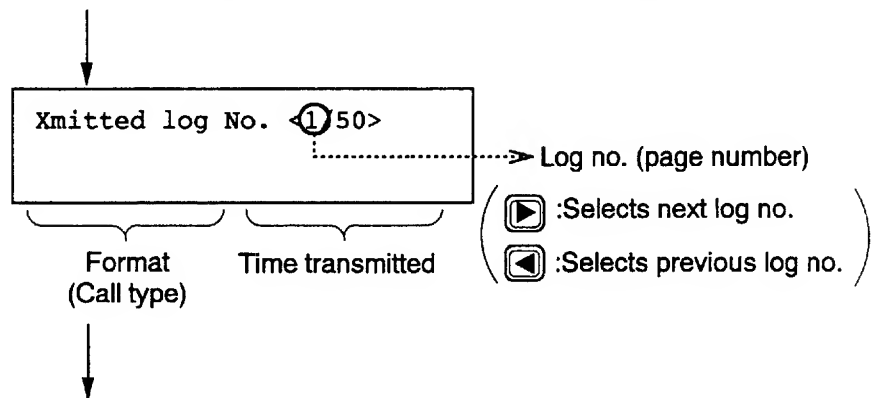 Xmitted log No. <1/50>
Log no. (page number)
:Selects next log no.
:Selects previous log no.
Format
(Call type)
Time transmitted